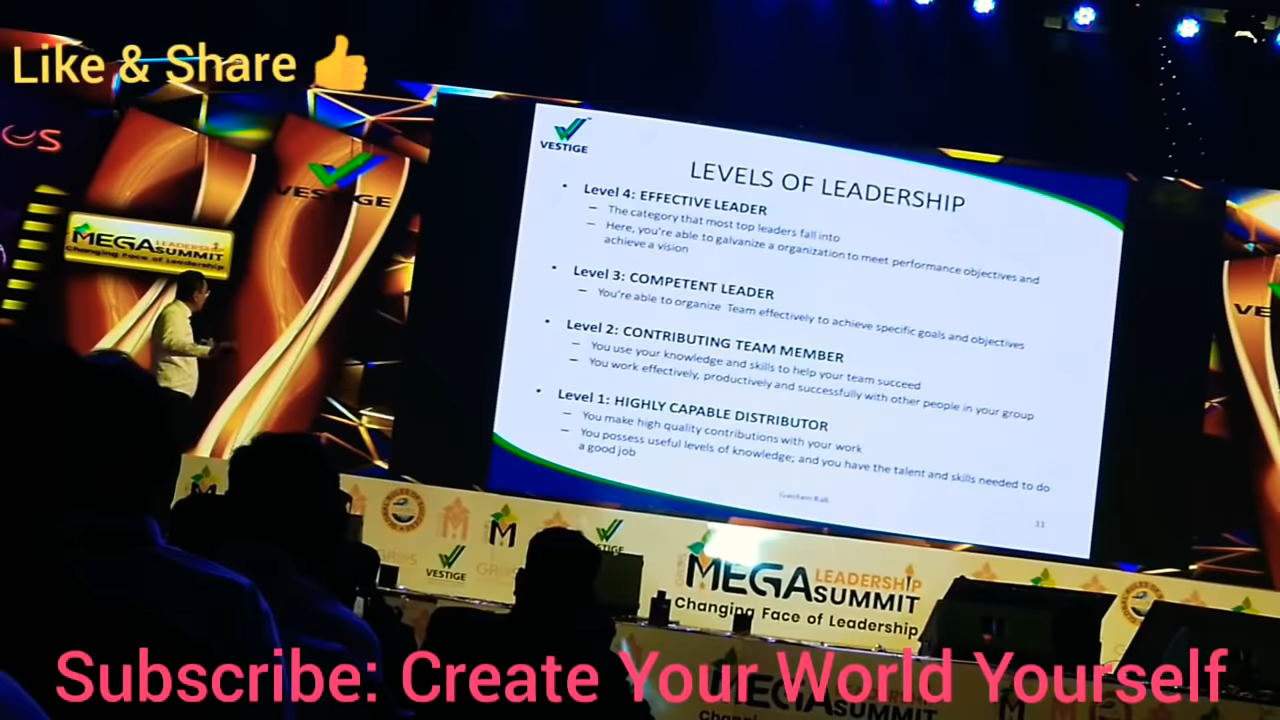 Like & Share
VESTIGE
LEVELS OF LEADERSHIP
• Level 4: EFFECTIVE LEADER
– The category that most top leaders fall into
– Here, you're able to galvanize a organization to meet performance objectives and
achieve a vision
• Level 3: COMPETENT LEADER
– You're able to organize Team effectively to achieve specific goals and objectives
• Level 2: CONTRIBUTING TEAM MEMBER
– You use your knowledge and skills to help your team succeed
– You work effectively, productively and successfully with other people in your group
• Level 1: HIGHLY CAPABLE DISTRIBUTOR
– You make high quality contributions with your work
– You possess useful levels of knowledge; and you have the talent and skills needed to do
a good job
31
VESTIGE
MEGA LEADERSHIP
SUMMIT
Changing Face of Leadership
VESTIGE
MEGA LEADERSHIP
SUMMIT
Changing Face of Leadership
Subscribe: Create Your World Yourself
MEGA
SUMMIT